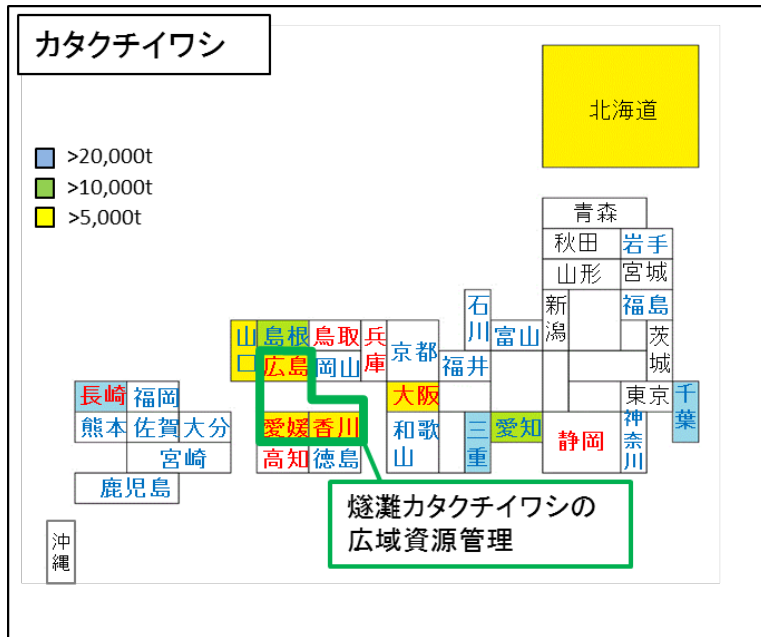 カタクチイワシ
北海道
>20,000t
>10,000t
>5,000t
青森
秋田
岩手
山形
宮城
石川
新潟
福島
山口
島根
鳥取
兵庫
京都
富山
茨城
広島
岡山
福井
長崎
福岡
大阪
東京
千葉
熊本
佐賀
大分
愛媛
香川
和歌山
三重
愛知
静岡
神奈川
宮崎
高知
徳島
鹿児島
燧灘カタクチイワシの
広域資源管理
沖縄